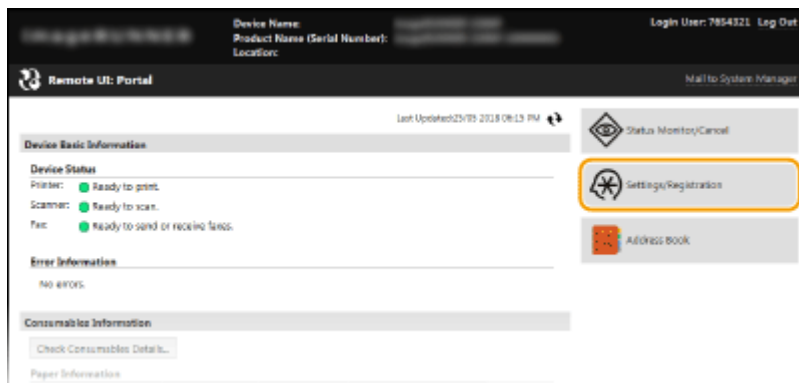 Device Name:
Product Name (Serial Number):
Location:
Login User: 7654321 Log Out
Remote UI: Portal
Mail to System Manager
Last Updated:23/05 2018 06:13 PM
Device Basic Information
Device Status
Printer: Ready to print.
Scanner: Ready to scan.
Fax: Ready to send or receive faxes.
Error Information
No errors.
Consumables Information
Check Consumables Details...
Paper Information
Status Monitor/Cancel
Settings/Registration
Address Book